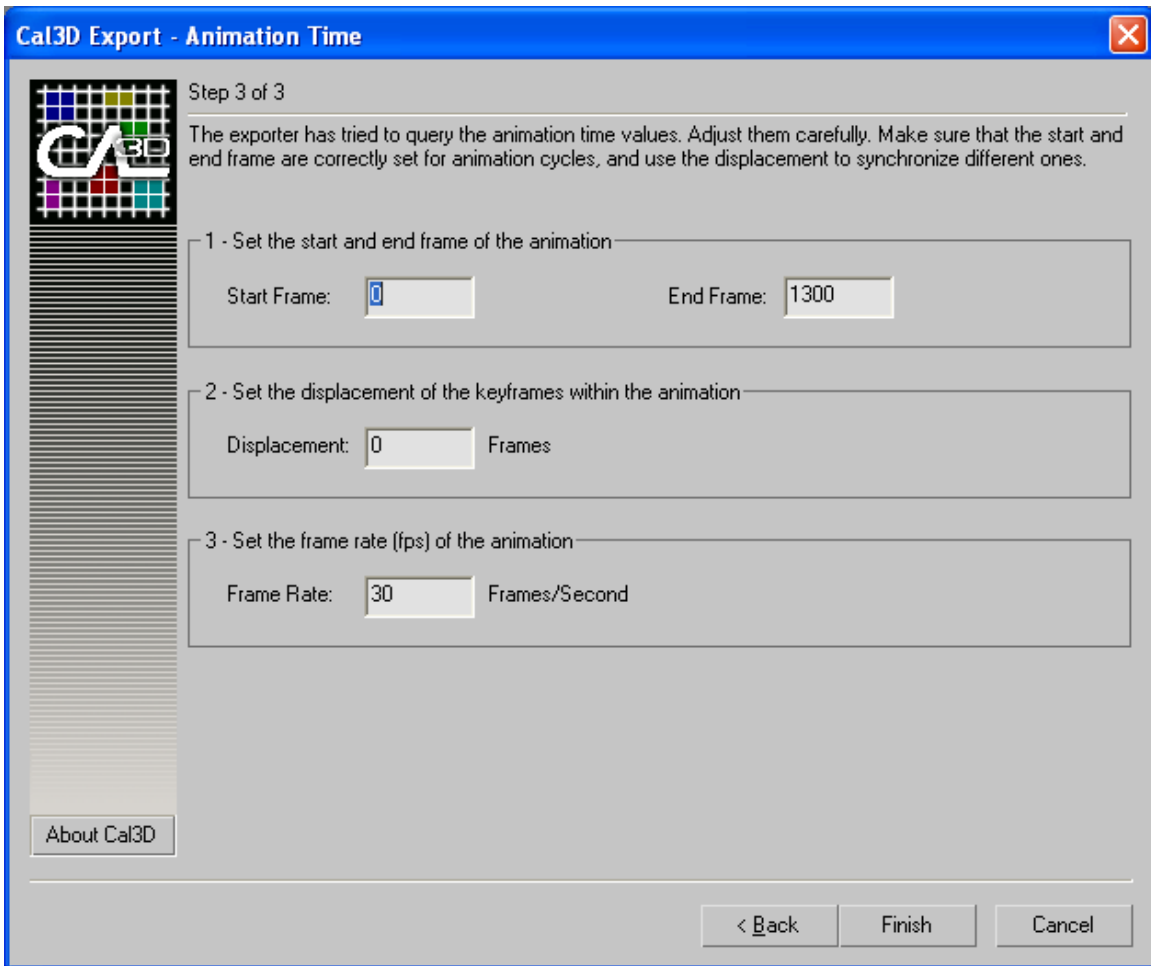 Cal3D Export - Animation Time
CAL3D
Step 3 of 3
The exporter has tried to query the animation time values. Adjust them carefully. Make sure that the start and
end frame are correctly set for animation cycles, and use the displacement to synchronize different ones.
1 - Set the start and end frame of the animation
Start Frame: 0 End Frame: 1300
2 - Set the displacement of the keyframes within the animation
Displacement: 0 Frames
3 - Set the frame rate (fps) of the animation
Frame Rate: 30 Frames/Second
About Cal3D
< Back Finish Cancel